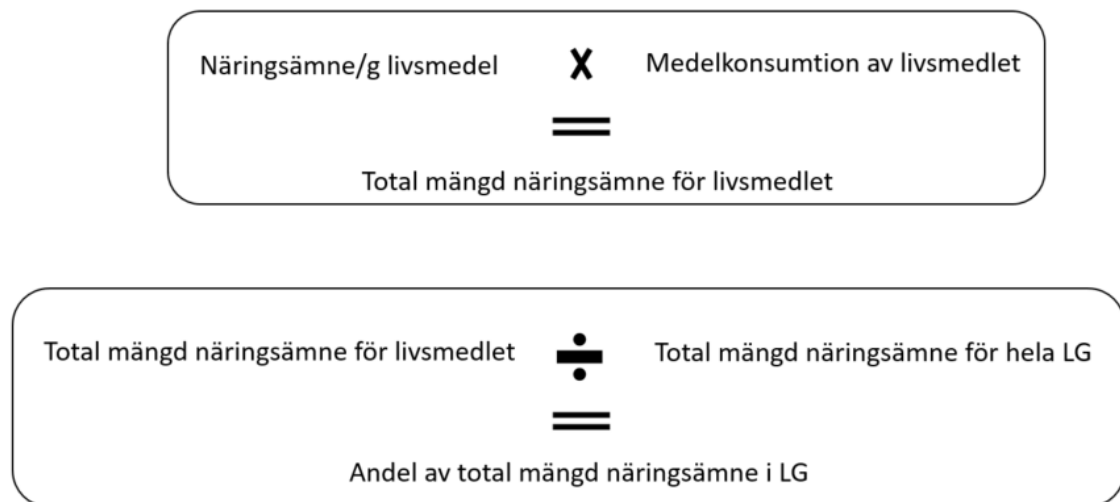 Näringsämne/g livsmedel X Medelkonsumtion av livsmedlet
=
Total mängd näringsämne för livsmedlet
Total mängd näringsämne för livsmedlet ÷ Total mängd näringsämne för hela LG
=
Andel av total mängd näringsämne i LG